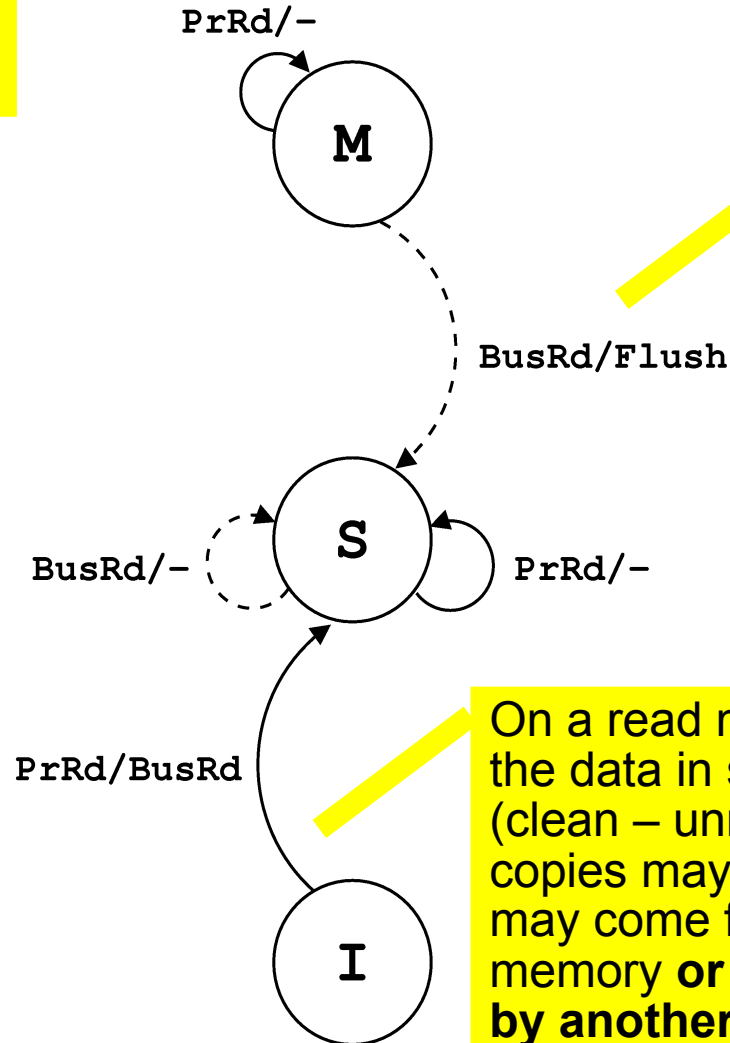 PrRd/-
M
BusRd/Flush
S
BusRd/-
PrRd/-
On a read
the data in
(clean – 
copies may
PrRd/BusRd
may come
memory or
by another
I